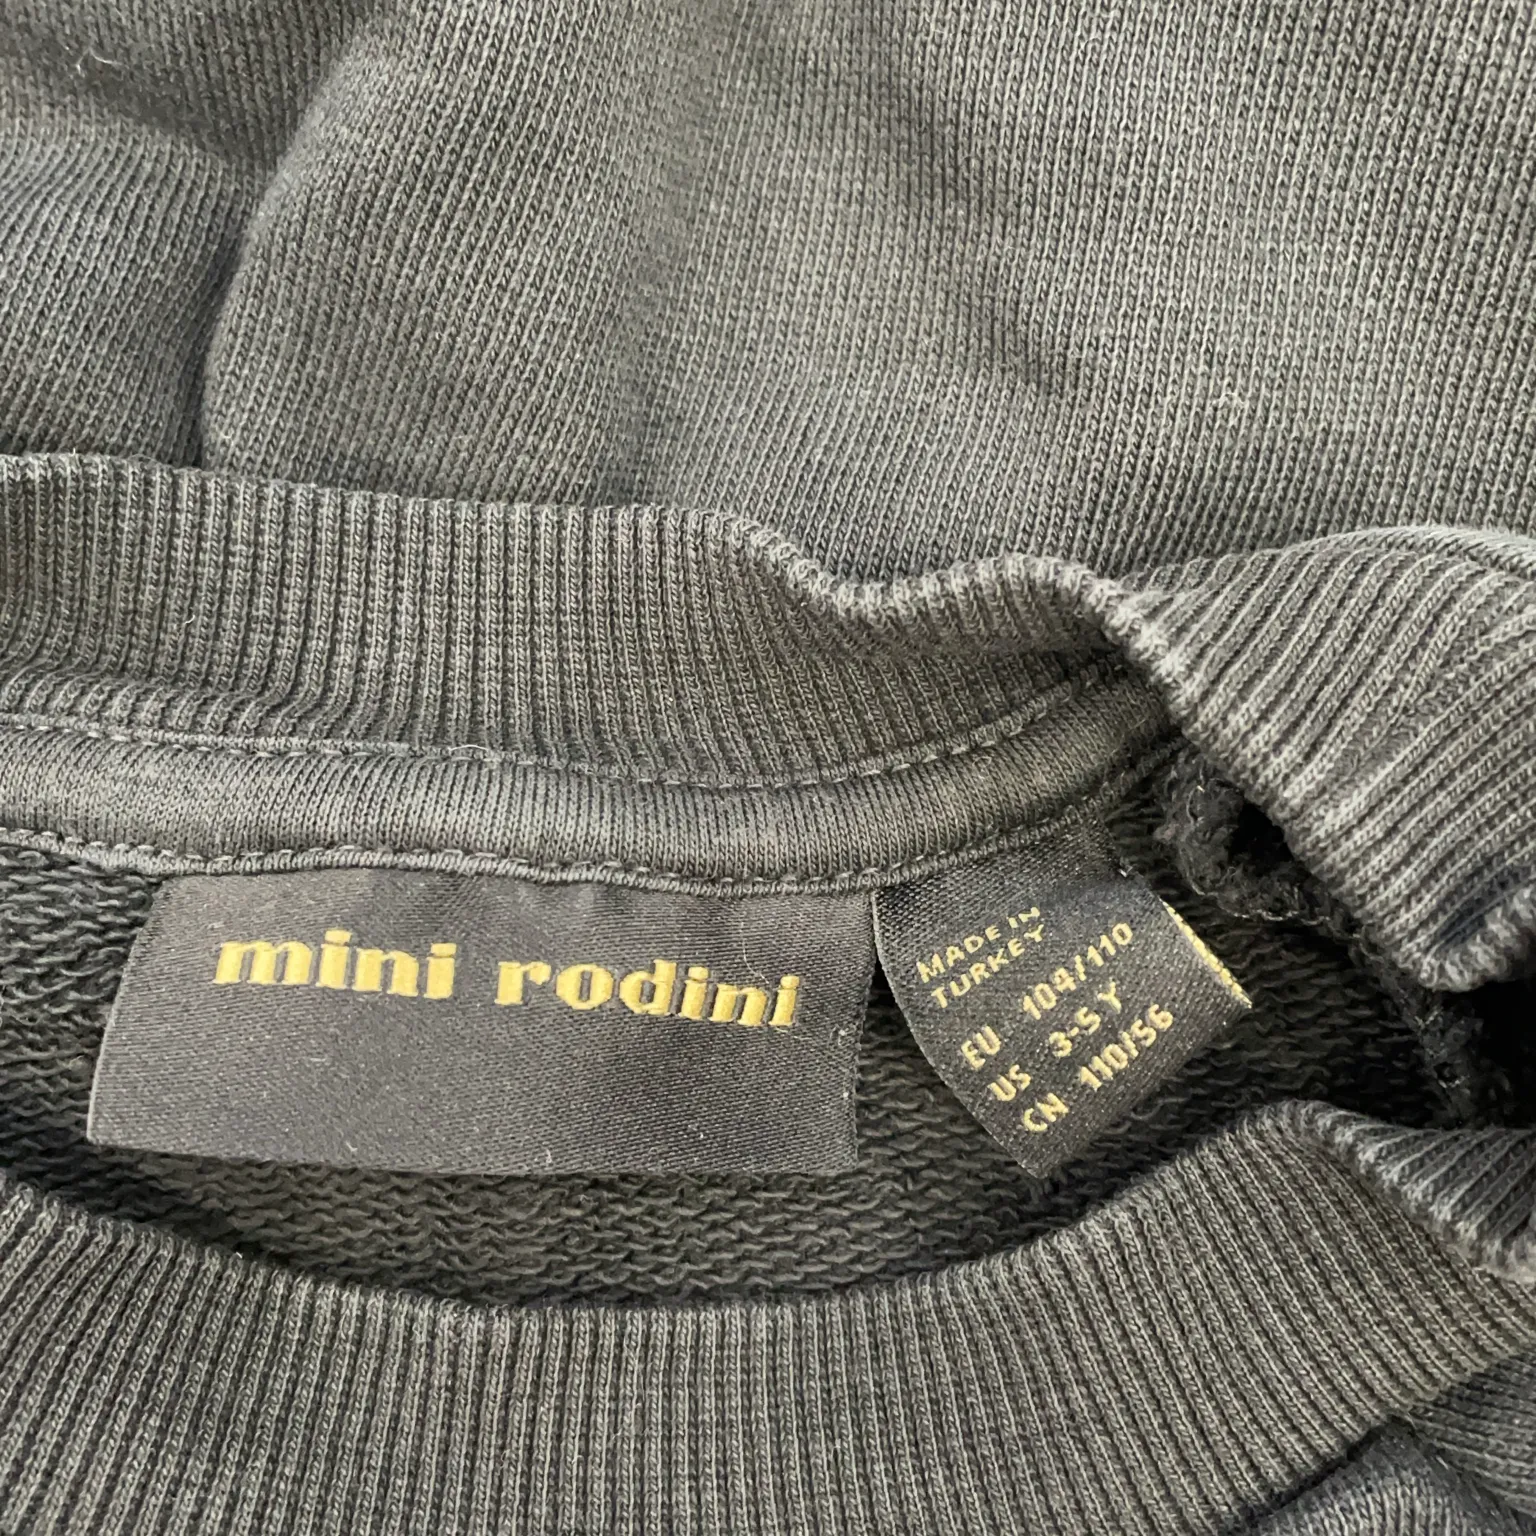 mini rodini
MADE IN
TURKEY
EU 104/110
US 3-5 Y
CN 110/56